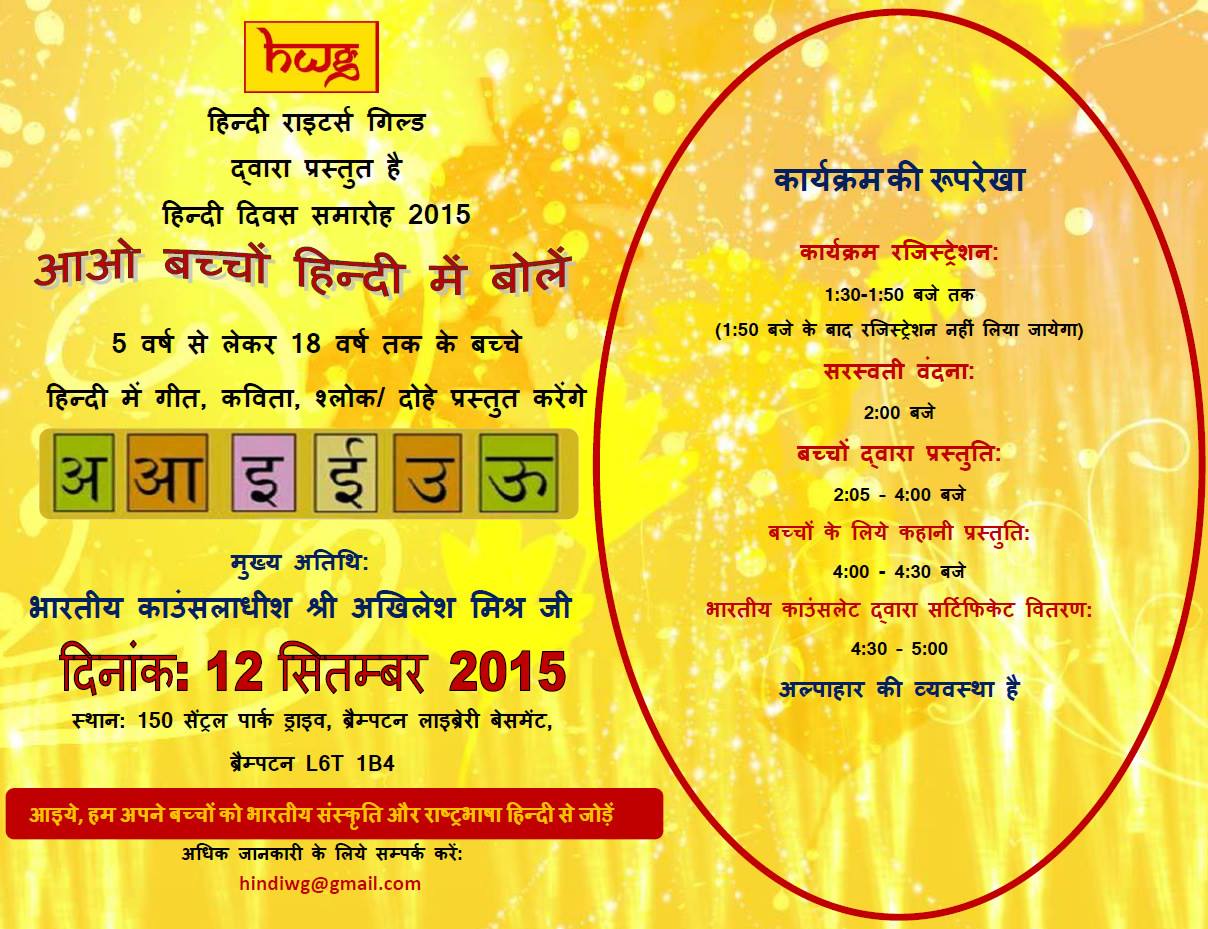 hwg
हिन्दी राइटर्स गिल्ड
द्वारा प्रस्तुत है
हिन्दी दिवस समारोह 2015
आओ बच्चों हिन्दी में बोलें
5 वर्ष से लेकर 18 वर्ष तक के बच्चे
हिन्दी में गीत, कविता, श्लोक/ दोहे प्रस्तुत करेंगे
अ आ इ ई उ ऊ
मुख्य अतिथि:
भारतीय काउंसलाधीश श्री अखिलेश मिश्र जी
दिनांक: 12 सितम्बर 2015
स्थान: 150 सेंट्रल पार्क ड्राइव, ब्रैम्पटन लाइब्रेरी बेसमेंट,
ब्रैम्पटन L6T 1B4
आइये, हम अपने बच्चों को भारतीय संस्कृति और राष्ट्रभाषा हिन्दी से जोड़ें
अधिक जानकारी के लिये सम्पर्क करें:
hindiwg@gmail.com
कार्यक्रम की रूपरेखा
कार्यक्रम रजिस्ट्रेशन:
1:30-1:50 बजे तक
(1:50 बजे के बाद रजिस्ट्रेशन नहीं लिया जायेगा)
सरस्वती वंदना:
2:00 बजे
बच्चों द्वारा प्रस्तुति:
2:05 - 4:00 बजे
बच्चों के लिये कहानी प्रस्तुति:
4:00 - 4:30 बजे
भारतीय काउंसलेट द्वारा सर्टिफिकेट वितरण:
4:30 - 5:00
अल्पाहार की व्यवस्था है